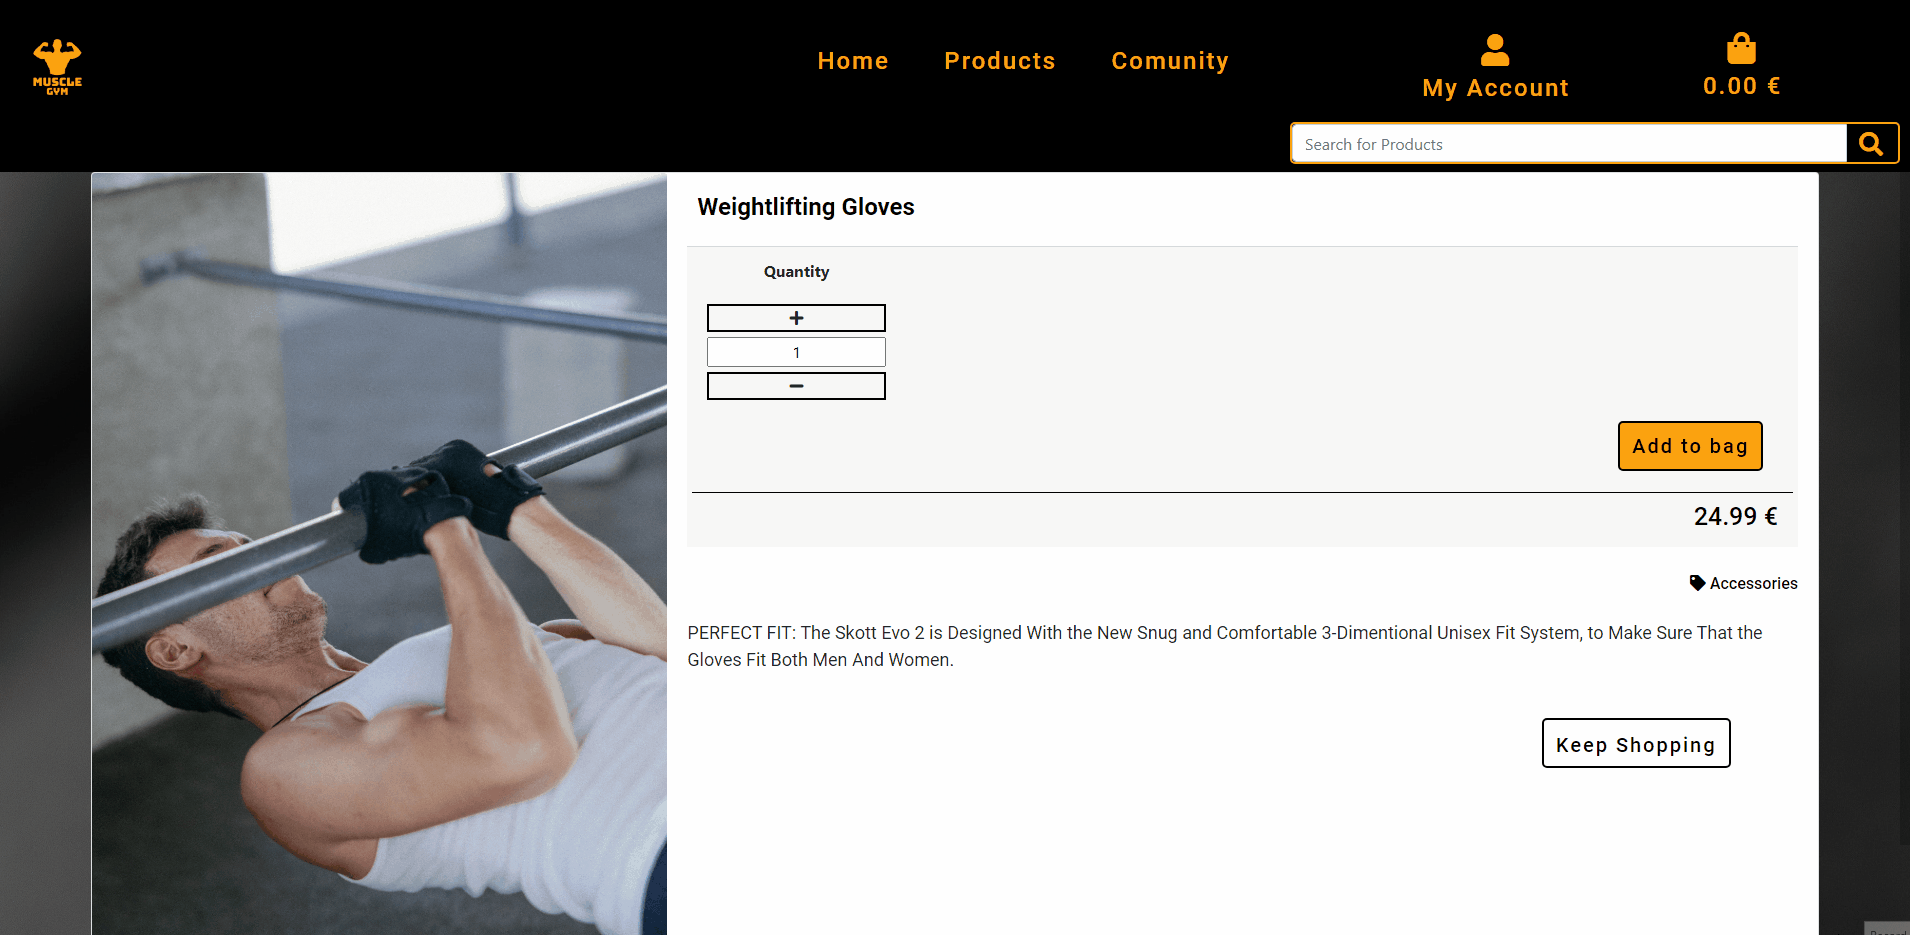 MUSCLE
GYM
Home
Products
Comunity
My Account
0.00 €
Search for Products
Weightlifting Gloves
Quantity
+
1
−
Add to bag
24.99 €
Accessories
PERFECT FIT: The Skott Evo 2 is Designed With the New Snug and Comfortable 3-Dimentional Unisex Fit System, to Make Sure That the
Gloves Fit Both Men And Women.
Keep Shopping